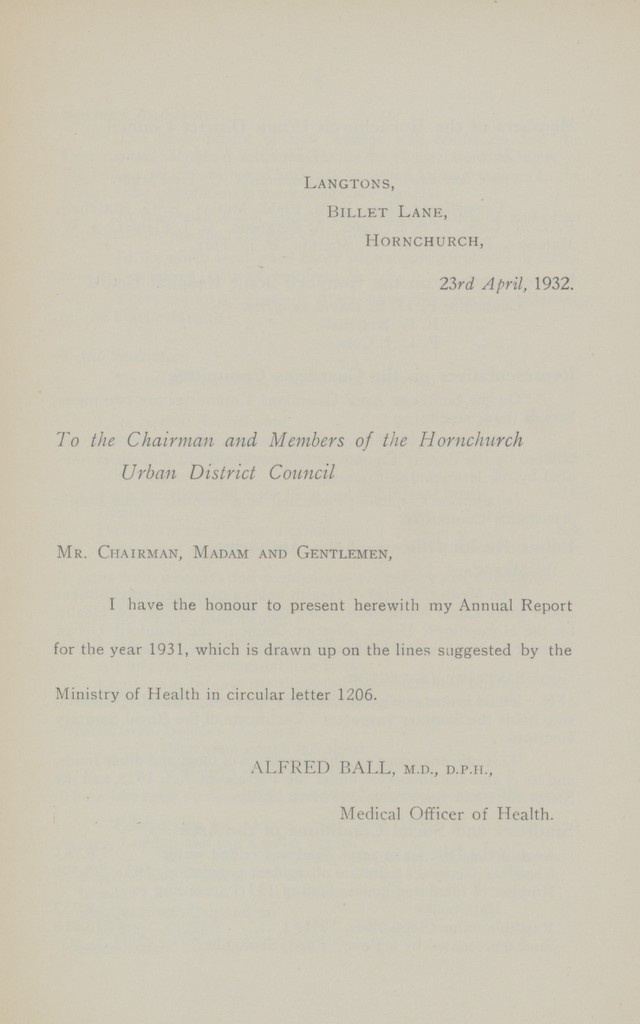 Langtons,
Billet Lane,
Hornchurch,
23rd April, 1932.
To the Chairman and Members of the Hornchurch
Urban District Council
Mr. Chairman, Madam and Gentlemen,
I have the honour to present herewith my Annual Report
for the year 1931, which is drawn up on the lines suggested by the
Ministry of Health in circular letter 1206.
ALFRED BALL, M.D., D.P.H.,
Medical Officer of Health.